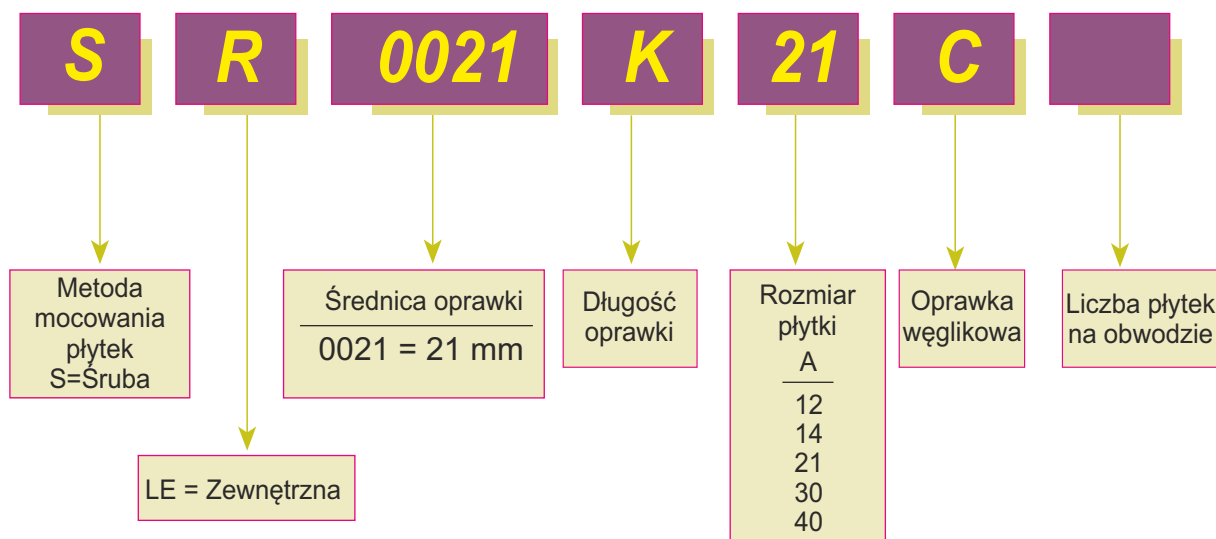 S R 0021 K 21 C
Metoda
mocowania
płytek
S=Śruba
LE = Zewnętrzna
Średnica oprawki
0021 = 21 mm
Długość
oprawki
Rozmiar
płytki
A
12
14
21
30
40
Oprawka
węglikowa
Liczba płytek
na obwodzie